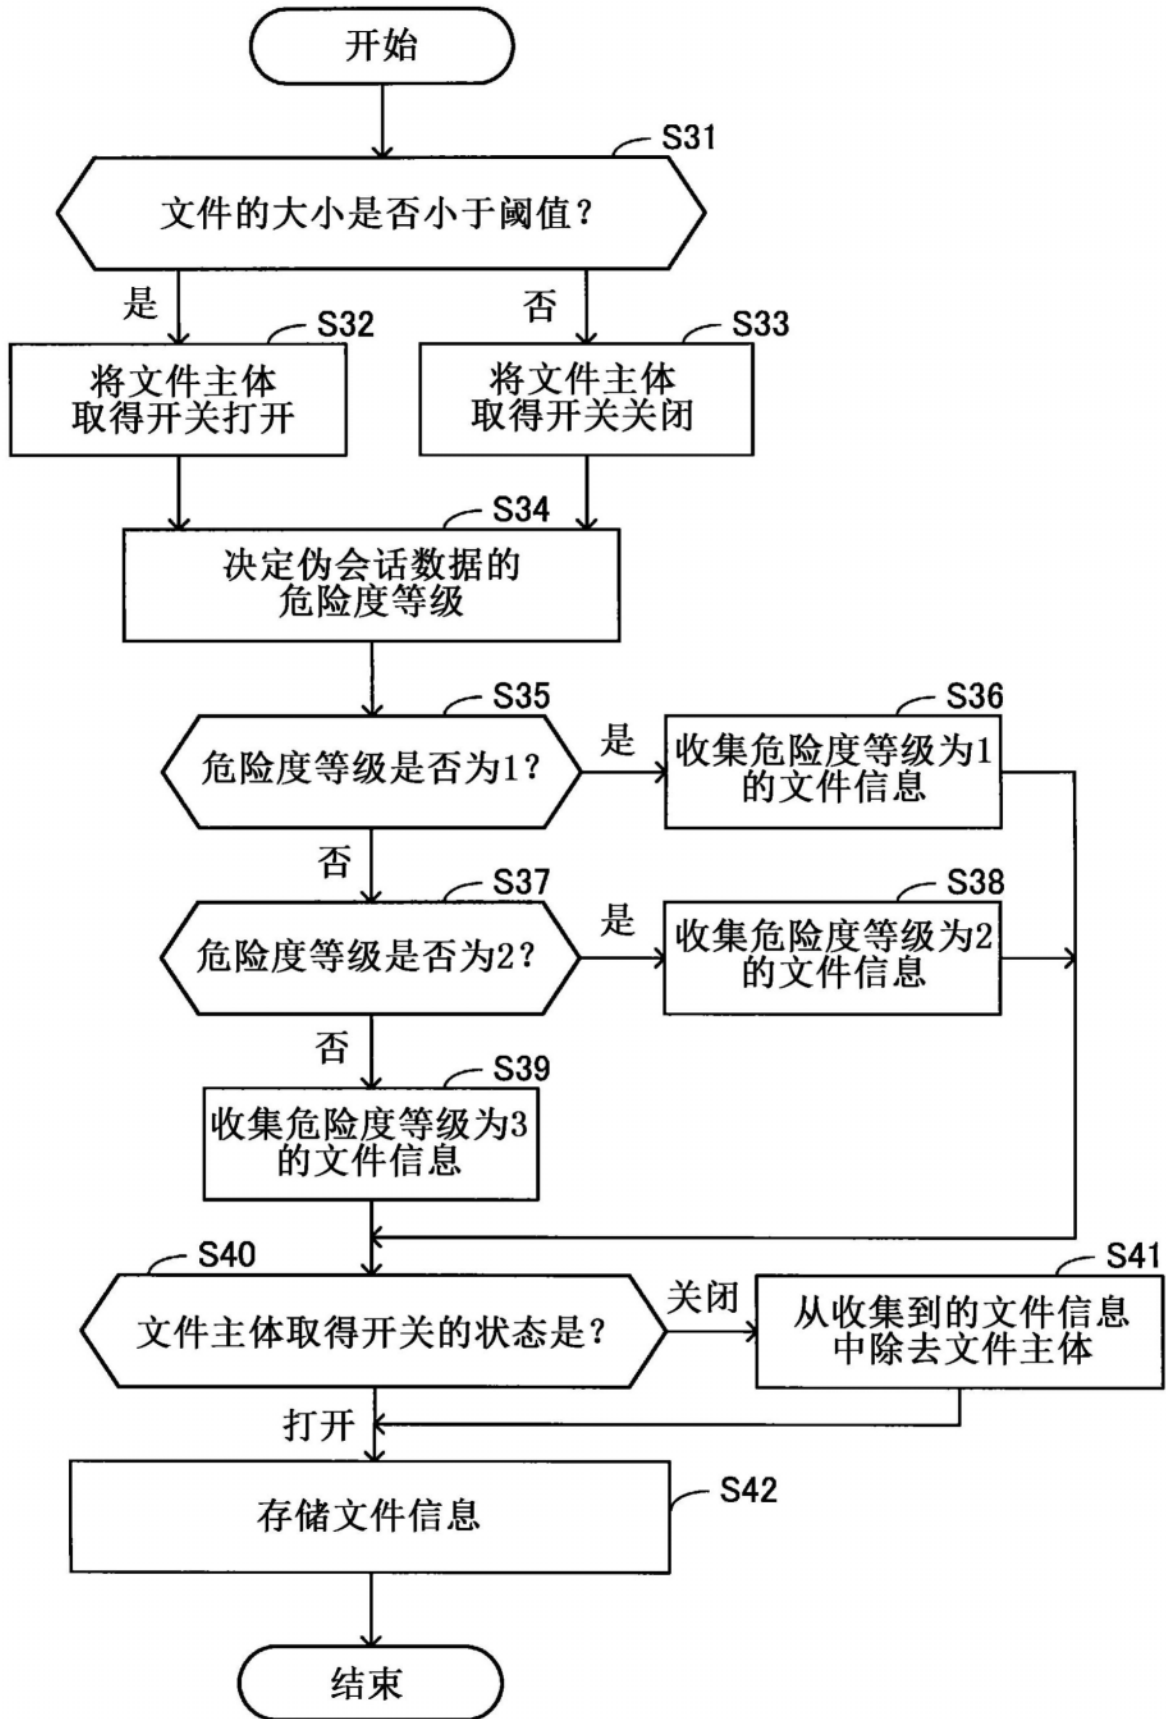 开始
S31
文件的大小是否小于阈值？
是
否
S32
S33
将文件主体
取得开关打开
将文件主体
取得开关关闭
S34
决定伪会话数据的
危险度等级
S35
危险度等级是否为1？
是
S36
收集危险度等级为1
的文件信息
否
S37
危险度等级是否为2？
是
S38
收集危险度等级为2
的文件信息
否
S39
收集危险度等级为3
的文件信息
S40
文件主体取得开关的状态是？
关闭
S41
从收集到的文件信息
中除去文件主体
打开
存储文件信息
S42
结束